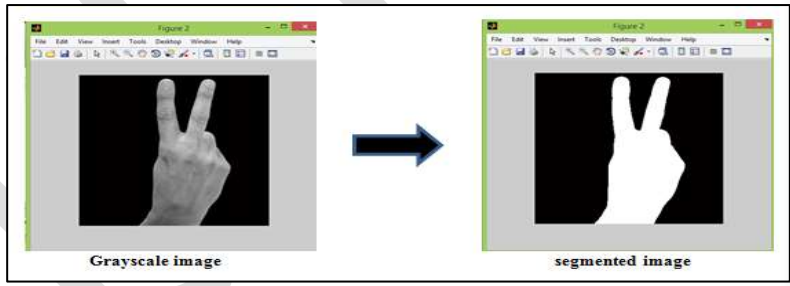 Figure 2
File Edit View Insert Tools Desktop Window Help
Figure 2
File Edit View Insert Tools Desktop Window Help
Grayscale image
segmented image